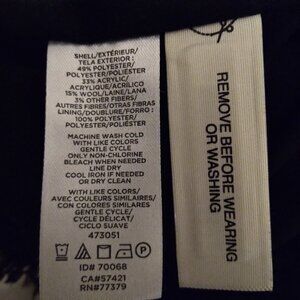 SHELL/EXTÉRIEUR/
TELA EXTERIOR :
49% POLYESTER/
POLYESTER/POLIÉSTER
33% ACRYLIC/
ACRYLIQUE/ACRÍLICO
15% WOOL/LAINE/LANA
3% OTHER FIBERS/
AUTRES FIBRES/OTRAS FIBRAS
LINING/DOUBLURE/FORRO :
100% POLYESTER/
POLYESTER/POLIÉSTER
MACHINE WASH COLD
WITH LIKE COLORS
GENTLE CYCLE
ONLY NON-CHLORINE
BLEACH WHEN NEEDED
LINE DRY
COOL IRON IF NEEDED
OR DRY CLEAN
WITH LIKE COLORS/
AVEC COULEURS SIMILAIRES/
CON COLORES SIMILARES
GENTLE CYCLE/
CYCLE DÉLICAT/
CICLO SUAVE
473051
ID# 70068
CA#57421
RN#77379
REMOVE BEFORE WEARING
OR WASHING